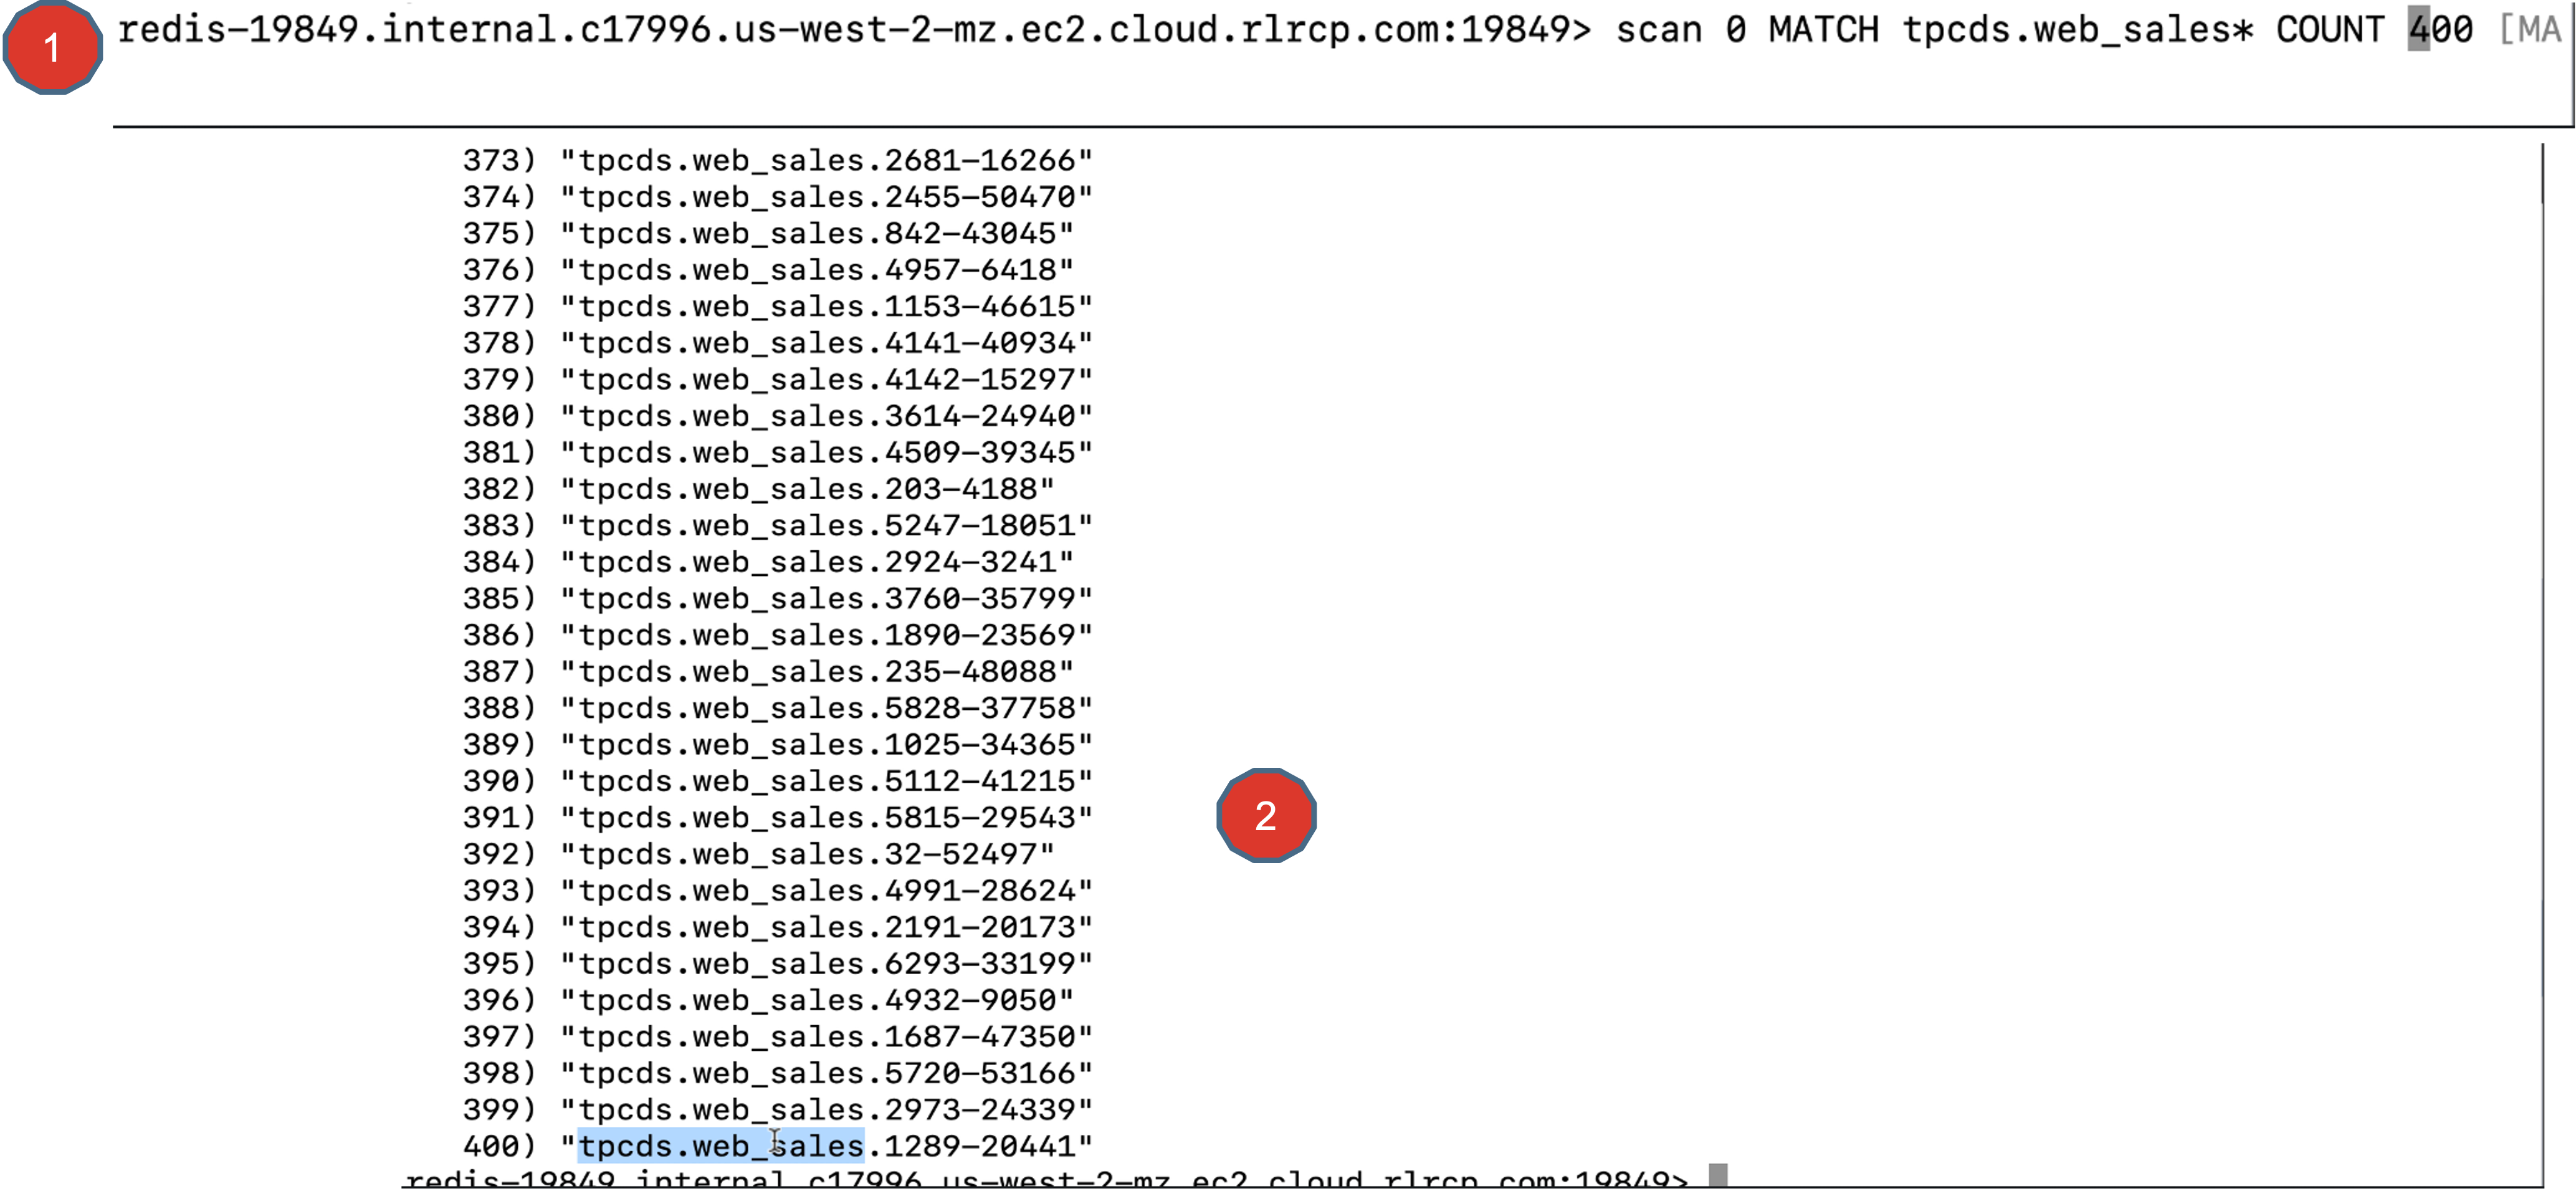 1
redis-19849.internal.c17996.us-west-2-mz.ec2.cloud.rlrcp.com:19849> scan 0 MATCH tpcds.web_sales* COUNT 400 [MA
373) "tpcds.web_sales.2681-16266"
374) "tpcds.web_sales.2455-50470"
375) "tpcds.web_sales.842-43045"
376) "tpcds.web_sales.4957-6418"
377) "tpcds.web_sales.1153-46615"
378) "tpcds.web_sales.4141-40934"
379) "tpcds.web_sales.4142-15297"
380) "tpcds.web_sales.3614-24940"
381) "tpcds.web_sales.4509-39345"
382) "tpcds.web_sales.203-4188"
383) "tpcds.web_sales.5247-18051"
384) "tpcds.web_sales.2924-3241"
385) "tpcds.web_sales.3760-35799"
386) "tpcds.web_sales.1890-23569"
387) "tpcds.web_sales.235-48088"
388) "tpcds.web_sales.5828-37758"
389) "tpcds.web_sales.1025-34365"
390) "tpcds.web_sales.5112-41215"
391) "tpcds.web_sales.5815-29543"
2
392) "tpcds.web_sales.32-52497"
393) "tpcds.web_sales.4991-28624"
394) "tpcds.web_sales.2191-20173"
395) "tpcds.web_sales.6293-33199"
396) "tpcds.web_sales.4932-9050"
397) "tpcds.web_sales.1687-47350"
398) "tpcds.web_sales.5720-53166"
399) "tpcds.web_sales.2973-24339"
400) "tpcds.web_sales.1289-20441"
redis-19849.internal.c17996.us-west-2-mz.ec2.cloud.rlrcp.com:19849>